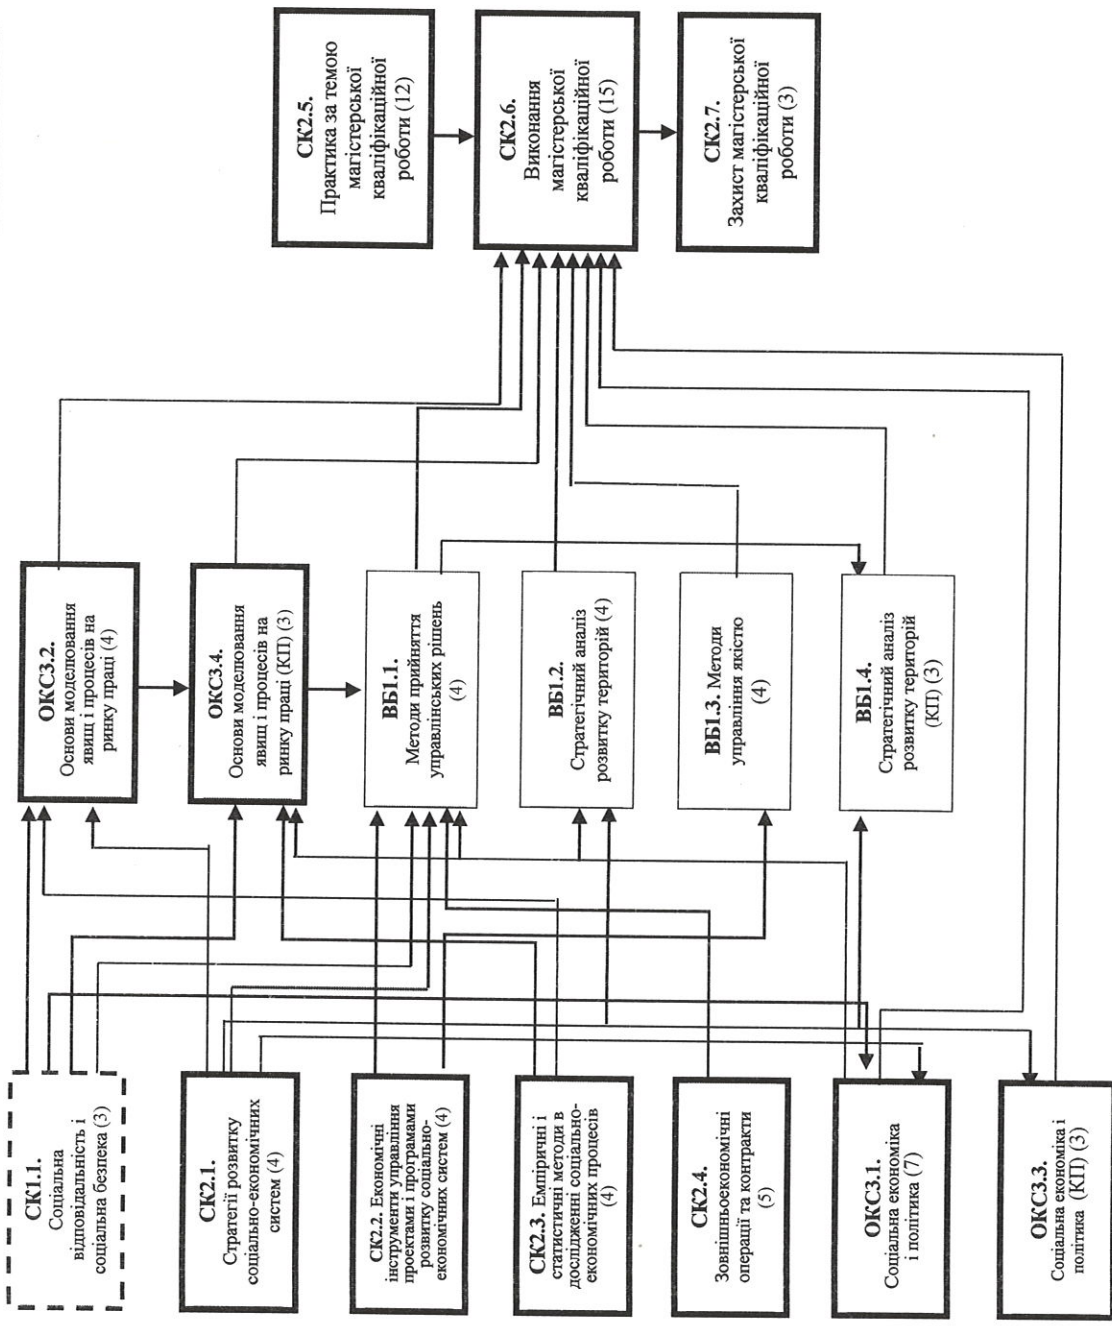 СК1.1.
Соціальна
відповідальність і
соціальна безпека (3)
СК2.1.
Стратегії розвитку
соціально-економічних
систем (4)
СК2.2. Економічні
інструменти управління
проектами і програмами
розвитку соціально-
економічних систем (4)
СК2.3. Емпіричні і
статистичні методи в
дослідженні соціально-
економічних процесів
(4)
СК2.4.
Зовнішньоекономічні
операції та контракти
(5)
ОКС3.1.
Соціальна економіка
і політика (7)
ОКС3.3.
Соціальна економіка і
політика (КП) (3)
ОКС3.2.
Основи моделювання
явищ і процесів на
ринку праці (4)
ОКС3.4.
Основи моделювання
явищ і процесів на
ринку праці (КП) (3)
ВБ1.1.
Методи прийняття
управлінських рішень
(4)
ВБ1.2.
Стратегічний аналіз
розвитку територій (4)
ВБ1.3. Методи
управління якістю
(4)
ВБ1.4.
Стратегічний аналіз
розвитку територій
(КП) (3)
СК2.5.
Практика за темою
магістерської
кваліфікаційної
роботи (12)
СК2.6.
Виконання
магістерської
кваліфікаційної
роботи (15)
СК2.7.
Захист магістерської
кваліфікаційної
роботи (3)